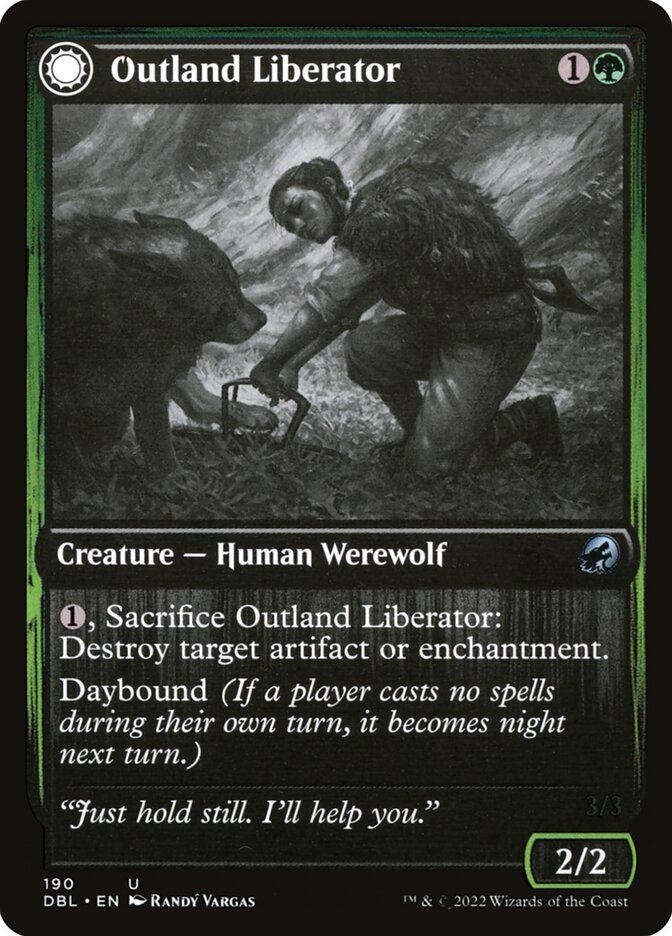 Outland Liberator 1
Creature — Human Werewolf
1, Sacrifice Outland Liberator:
Destroy target artifact or enchantment.
Daybound (If a player casts no spells
during their own turn, it becomes night
next turn.)
“Just hold still. I'll help you.”
3/3
2/2
190 U
DBL • EN Randy Vargas ™ & © 2022 Wizards of the Coast